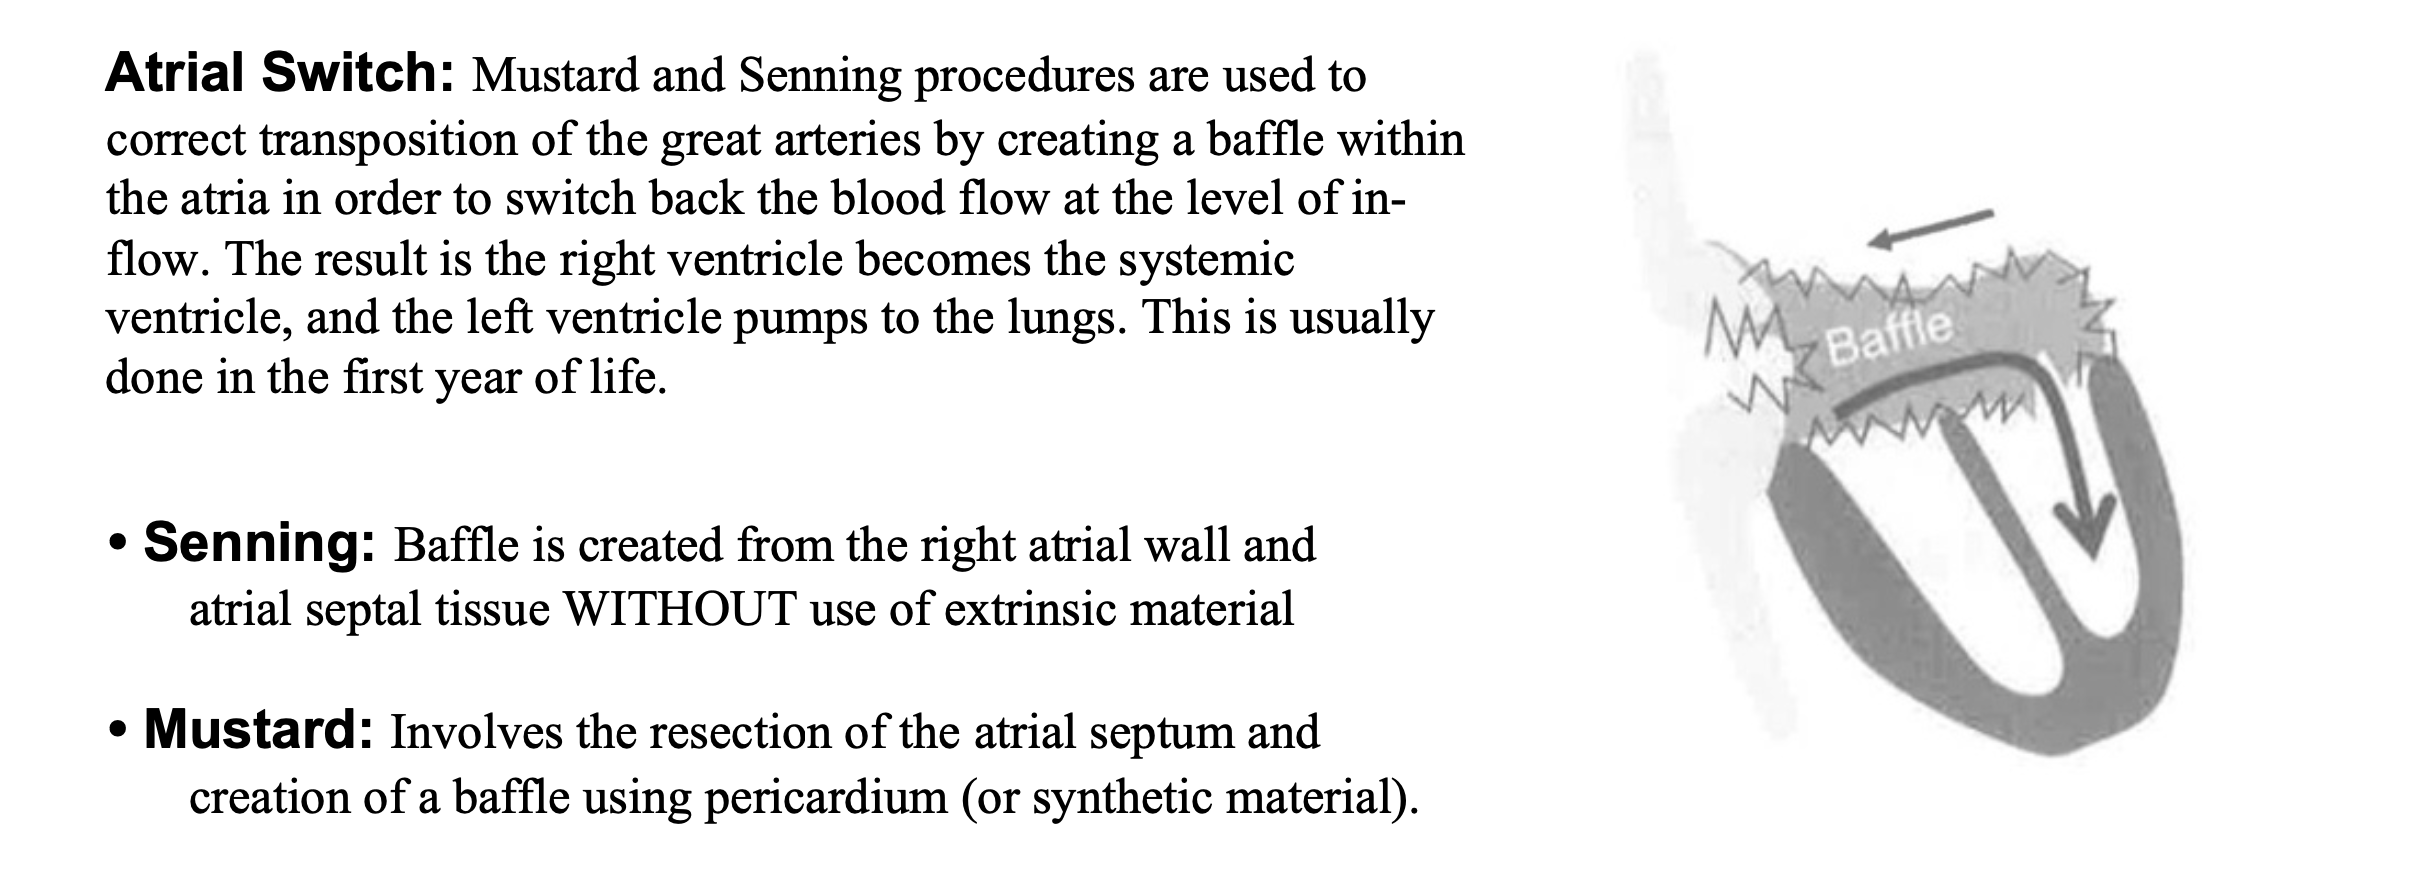 Atrial Switch: Mustard and Senning procedures are used to
correct transposition of the great arteries by creating a baffle within
the atria in order to switch back the blood flow at the level of in-
flow. The result is the right ventricle becomes the systemic
ventricle, and the left ventricle pumps to the lungs. This is usually
done in the first year of life.
• Senning: Baffle is created from the right atrial wall and
atrial septal tissue WITHOUT use of extrinsic material
• Mustard: Involves the resection of the atrial septum and
creation of a baffle using pericardium (or synthetic material).
Baffle